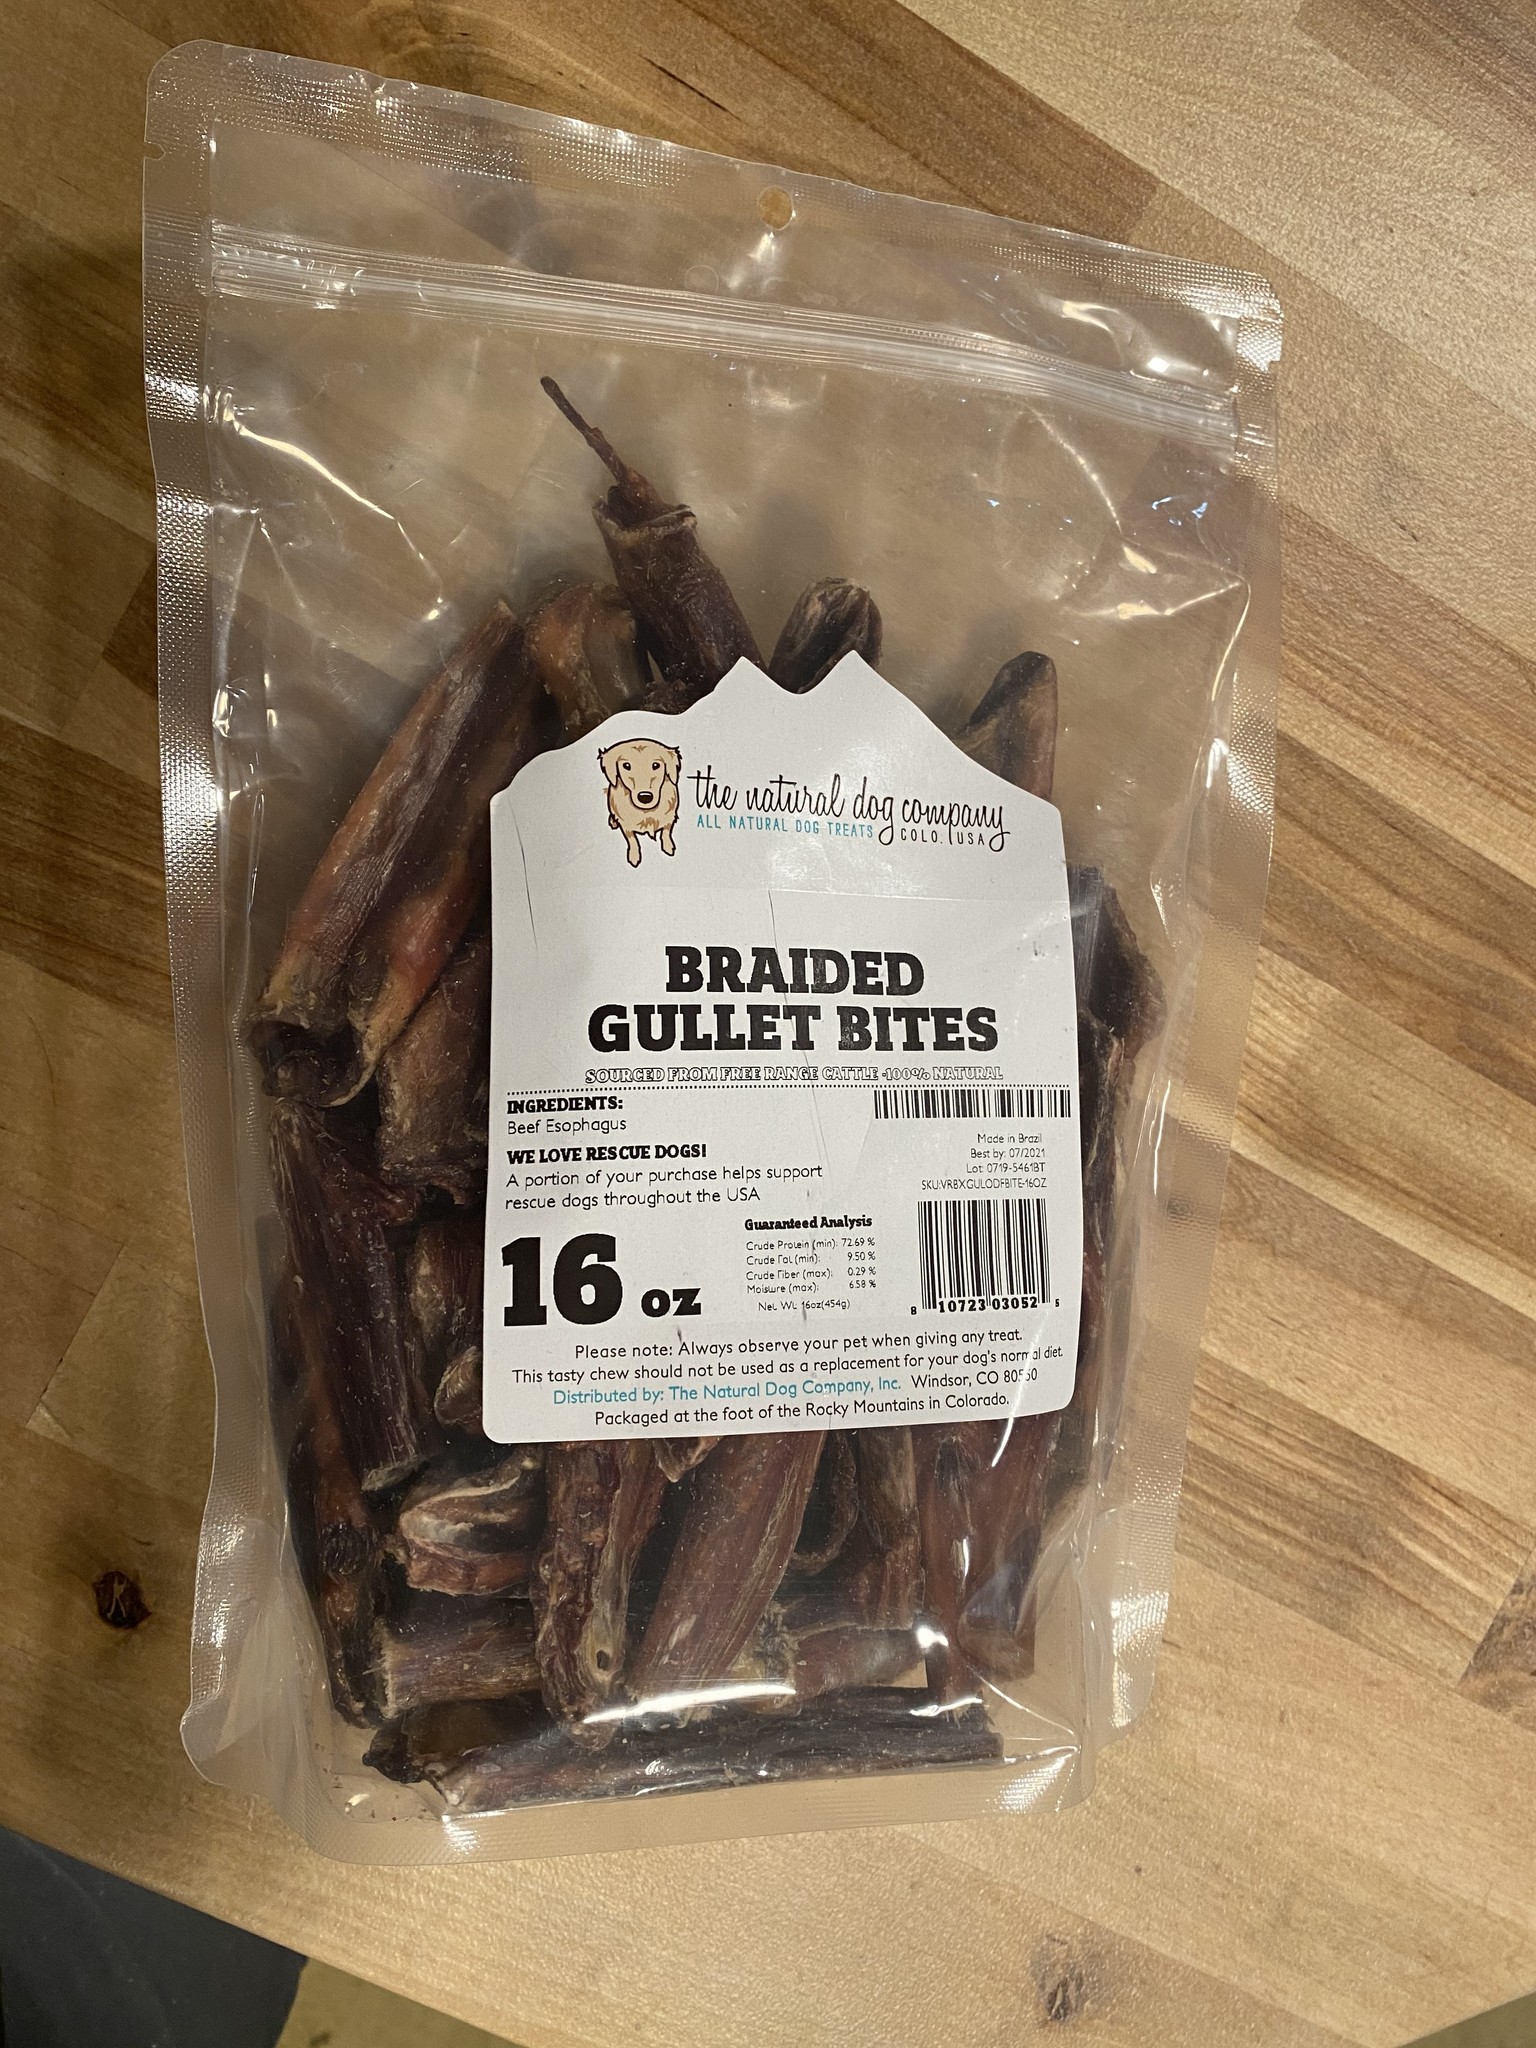 the natural dog company
ALL NATURAL DOG TREATS COLO. USA
BRAIDED
GULLET BITES
SOURCED FROM FREE RANGE CATTLE -100% NATURAL
INGREDIENTS:
Beef Esophagus
WE LOVE RESCUE DOGS!
A portion of your purchase helps support
rescue dogs throughout the USA
16 oz
Made in Brazil
Best by: 07/2021
Lot: 0719-5461BT
SKU:VRBXGULODFBITE-16OZ
Guaranteed Analysis
Crude Protein (min): 72.69 %
Crude Fat (min): 9.50 %
Crude Fiber (max): 0.29 %
Moisture (max): 6.58 %
Net Wt. 16oz(454g)
8 10723 03052 5
Please note: Always observe your pet when giving any treat.
This tasty chew should not be used as a replacement for your dog's normal diet.
Distributed by: The Natural Dog Company, Inc. Windsor, CO 80550
Packaged at the foot of the Rocky Mountains in Colorado.